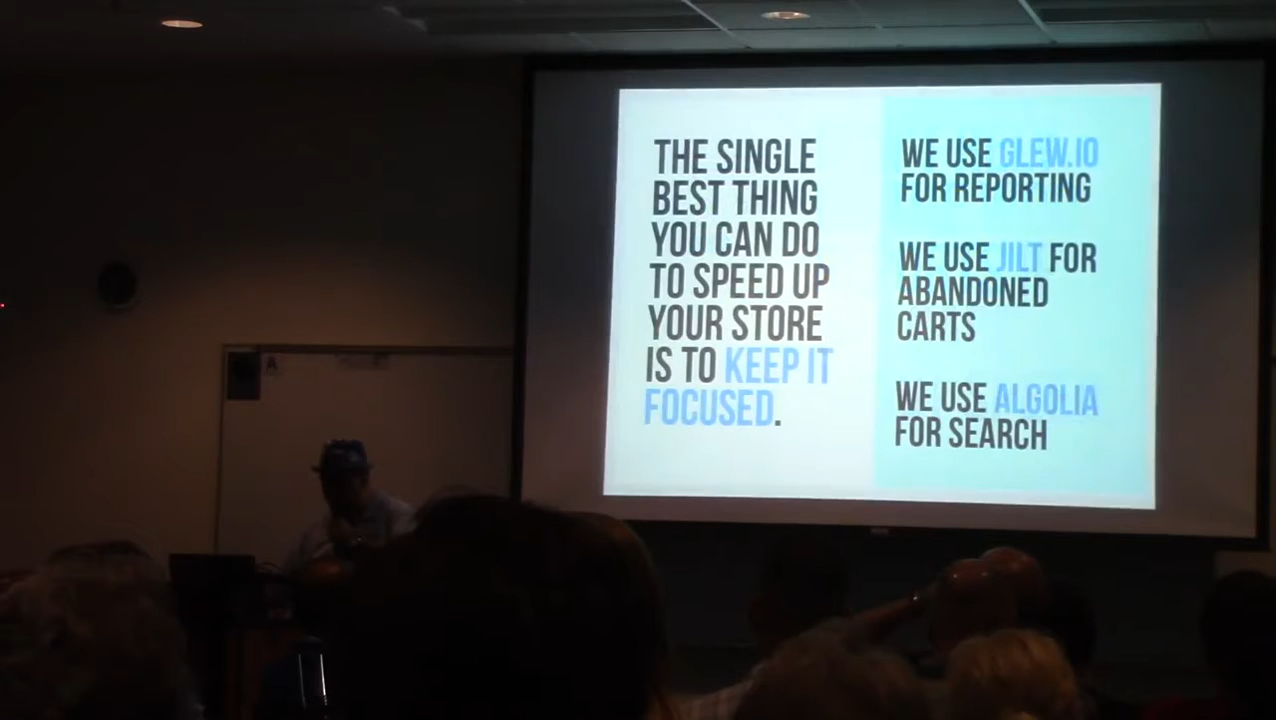 THE SINGLE
BEST THING
YOU CAN DO
TO SPEED UP
YOUR STORE
IS TO KEEP IT
FOCUSED.
WE USE GLEW.IO
FOR REPORTING
WE USE JILT FOR
ABANDONED
CARTS
WE USE ALGOLIA
FOR SEARCH